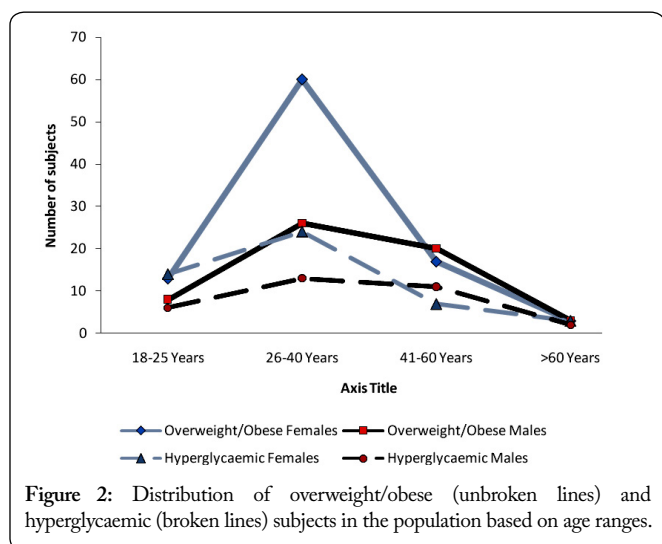 70
60
50
40
30
20
10
0
Number of subjects
18-25 Years 26-40 Years 41-60 Years >60 Years
Axis Title
Overweight/Obese Females Overweight/Obese Males
Hyperglycaemic Females Hyperglycaemic Males
Figure 2: Distribution of overweight/obese (unbroken lines) and
hyperglycaemic (broken lines) subjects in the population based on age ranges.